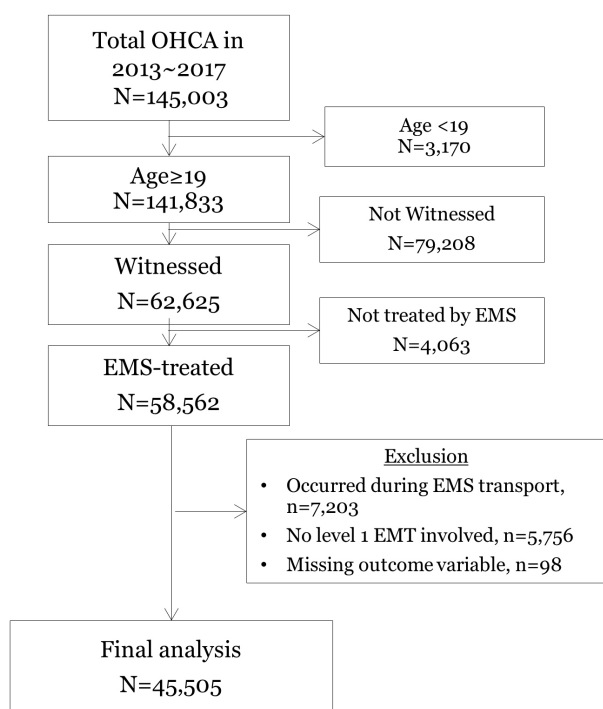 Total OHCA in
2013~2017
N=145,003
Age <19
N=3,170
Age≥19
N=141,833
Not Witnessed
N=79,208
Witnessed
N=62,625
Not treated by EMS
N=4,063
EMS-treated
N=58,562
Exclusion
• Occurred during EMS transport,
n=7,203
• No level 1 EMT involved, n=5,756
• Missing outcome variable, n=98
Final analysis
N=45,505